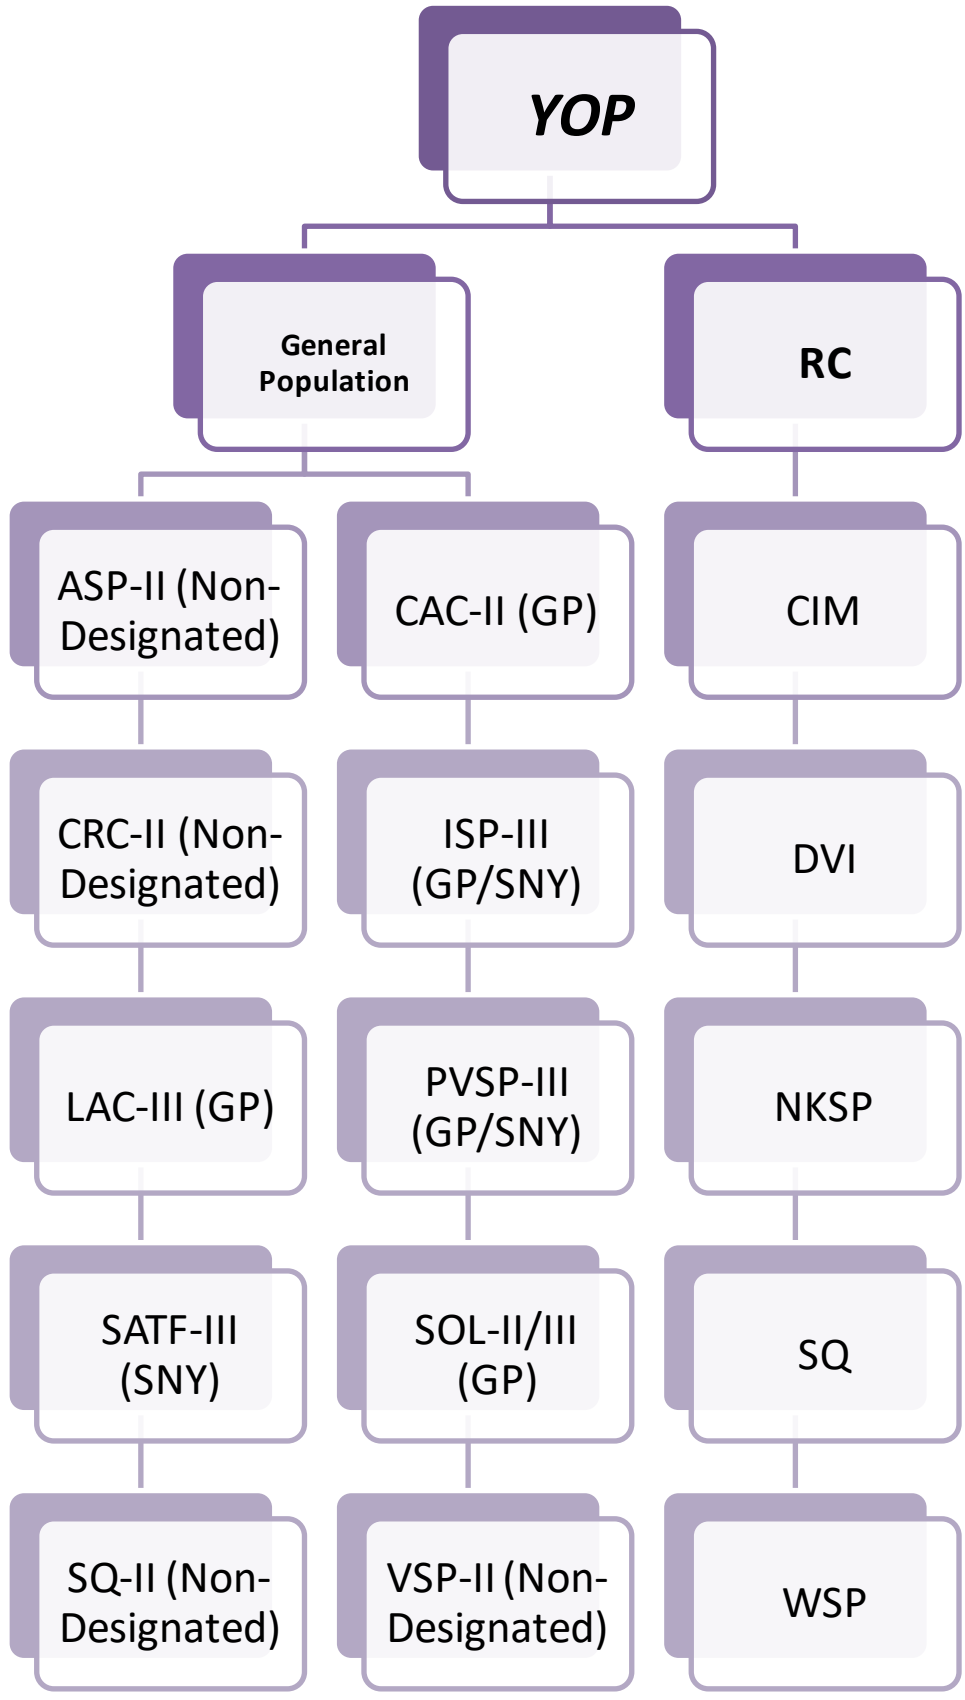 YOP
General
Population
RC
ASP-II (Non-
Designated)
CAC-II (GP)
CIM
CRC-II (Non-
Designated)
ISP-III
(GP/SNY)
DVI
LAC-III (GP)
PVSP-III
(GP/SNY)
NKSP
SATF-III
(SNY)
SOL-II/III
(GP)
SQ
SQ-II (Non-
Designated)
VSP-II (Non-
Designated)
WSP